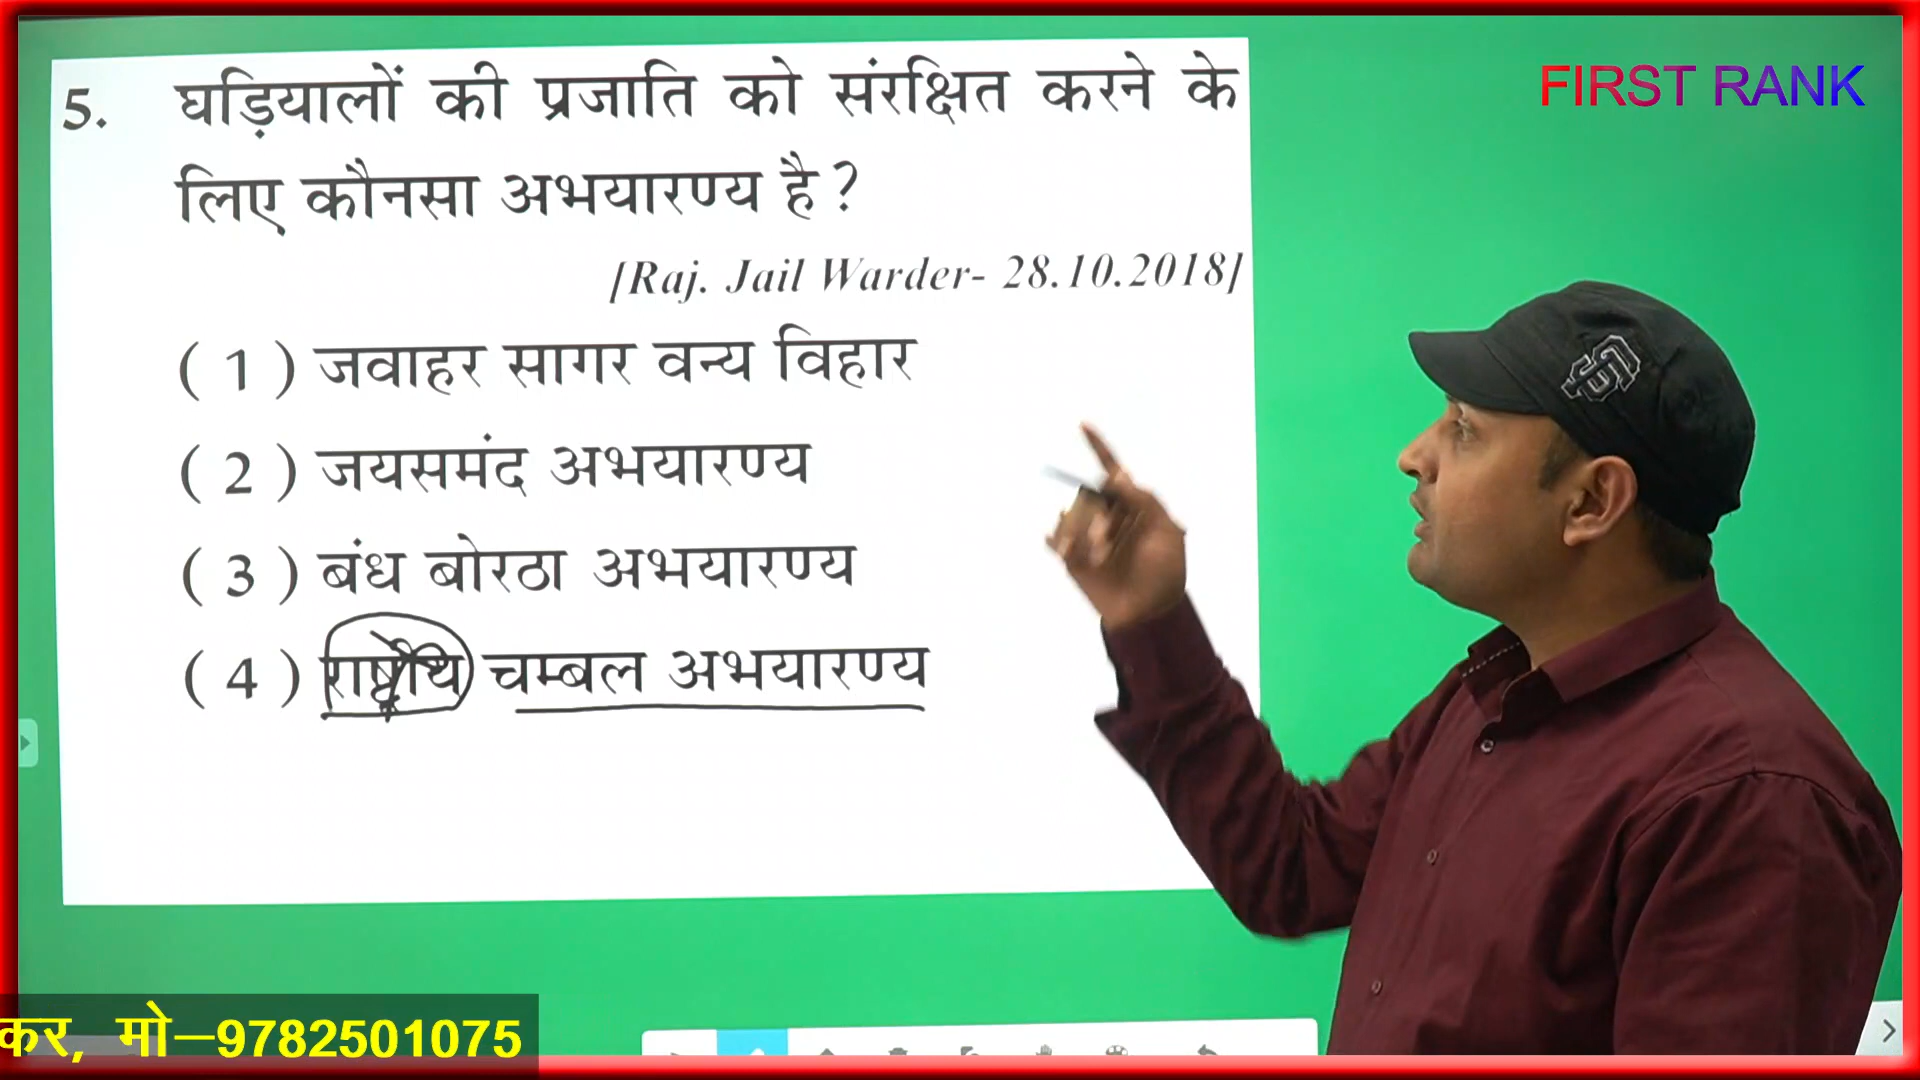 FIRST RANK
5. घड़ियालों की प्रजाति को संरक्षित करने के
लिए कौनसा अभयारण्य है?
[Raj. Jail Warder- 28.10.2018]
(1) जवाहर सागर वन्य विहार
(2) जयसमंद अभयारण्य
(3) बंध बोरठा अभयारण्य
(4) राष्ट्रीय चम्बल अभयारण्य
कर, मो–9782501075